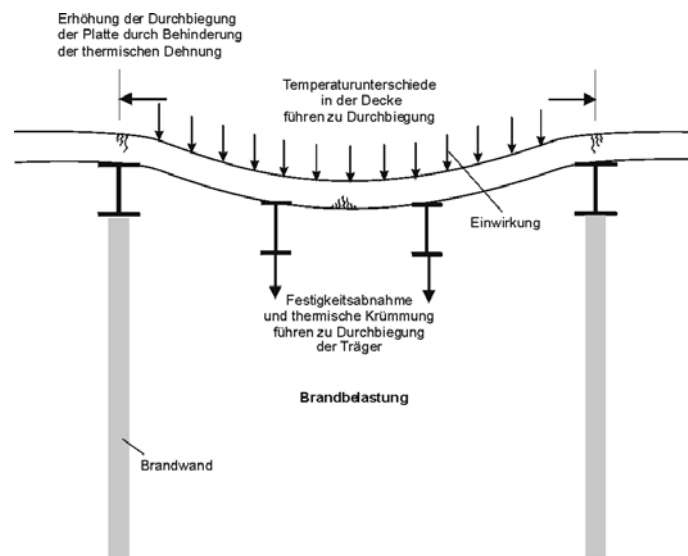 Erhöhung der Durchbiegung
der Platte durch Behinderung
der thermischen Dehnung
Temperaturunterschiede
in der Decke
führen zu Durchbiegung
Einwirkung
Festigkeitsabnahme
und thermische Krümmung
führen zu Durchbiegung
der Träger
Brandbelastung
Brandwand